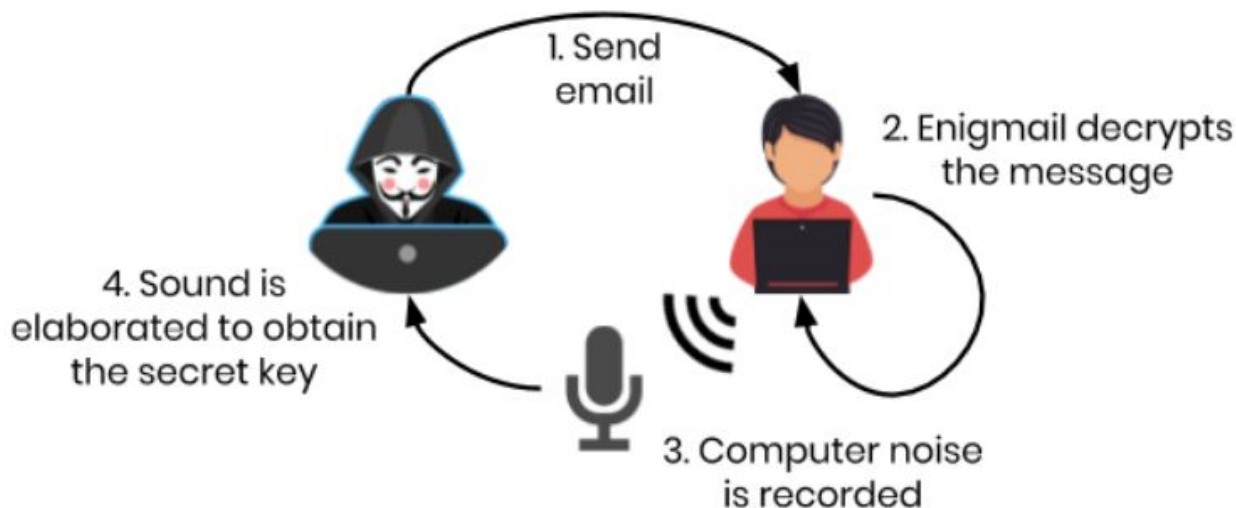 1. Send
email
2. Enigmail decrypts
the message
3. Computer noise
is recorded
4. Sound is
elaborated to obtain
the secret key